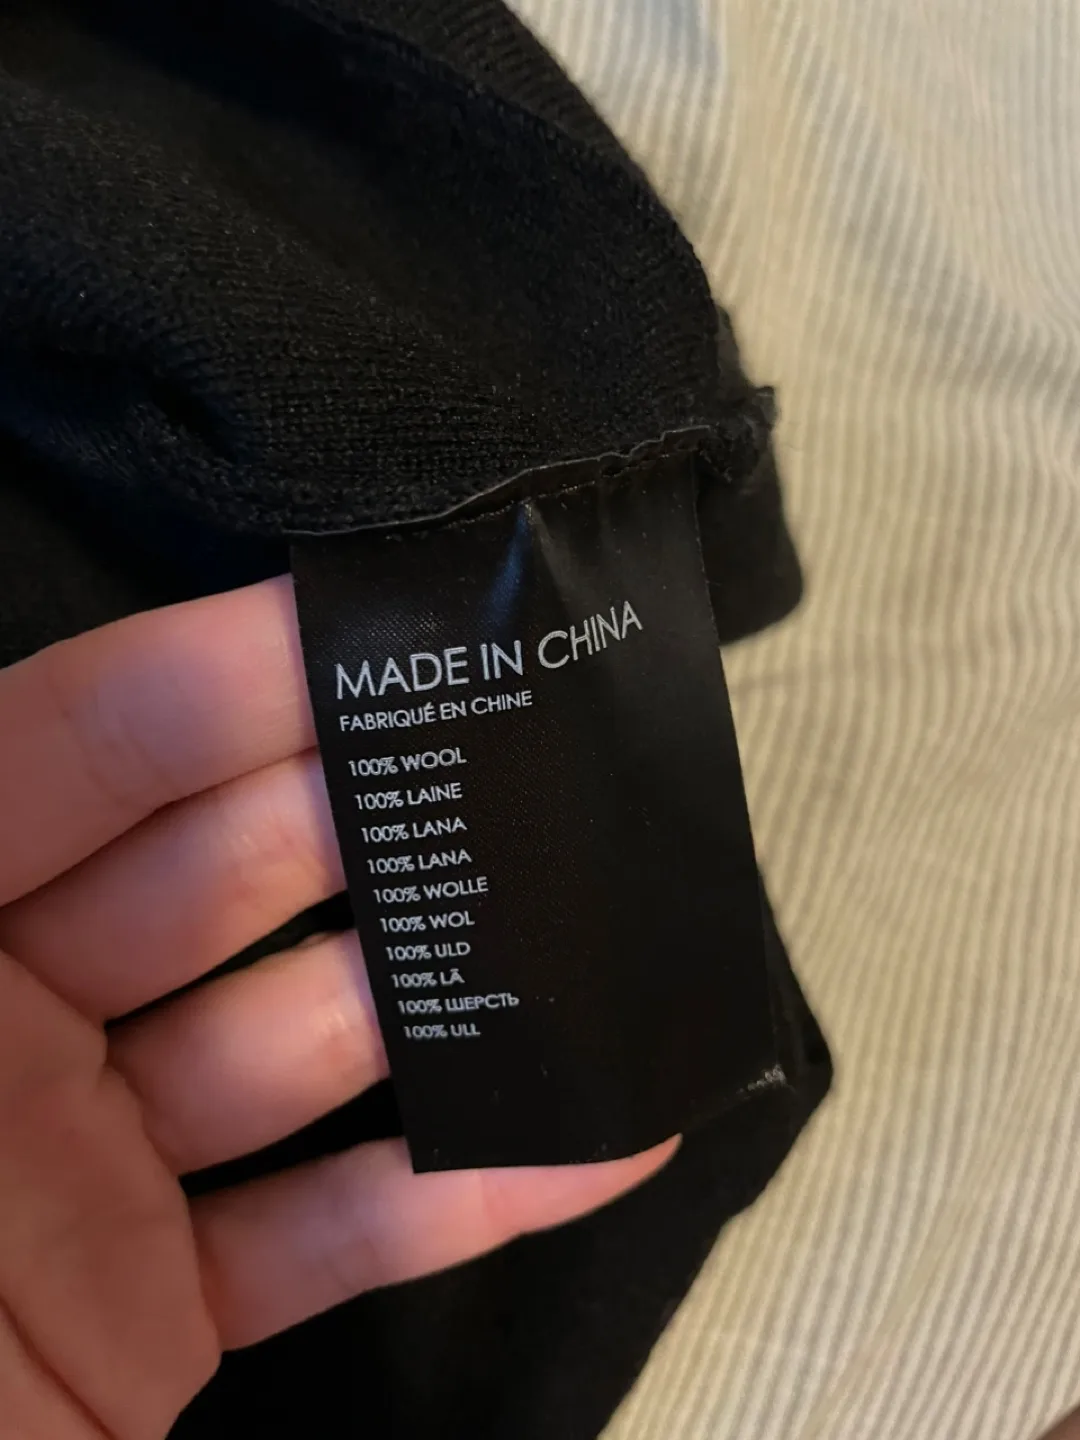 MADE IN CHINA
FABRIQUÉ EN CHINE
100% WOOL
100% LAINE
100% LANA
100% LANA
100% WOLLE
100% WOL
100% ULD
100% LÃ
100% ШЕРСТЬ
100% ULL